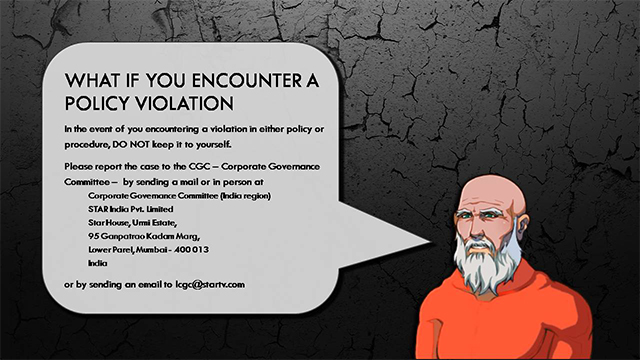 WHAT IF YOU ENCOUNTER A
POLICY VIOLATION
In the event of you encountering a violation in either policy or
procedure, DO NOT keep it to yourself.
Please report the case to the CGC – Corporate Governance
Committee – by sending a mail or in person at
Corporate Governance Committee (India region)
STAR India Pvt. Limited
Star House, Urmi Estate,
95 Ganpatrao Kadam Marg,
Lower Parel, Mumbai - 400 013
India
or by sending an email to lcgc@startv.com